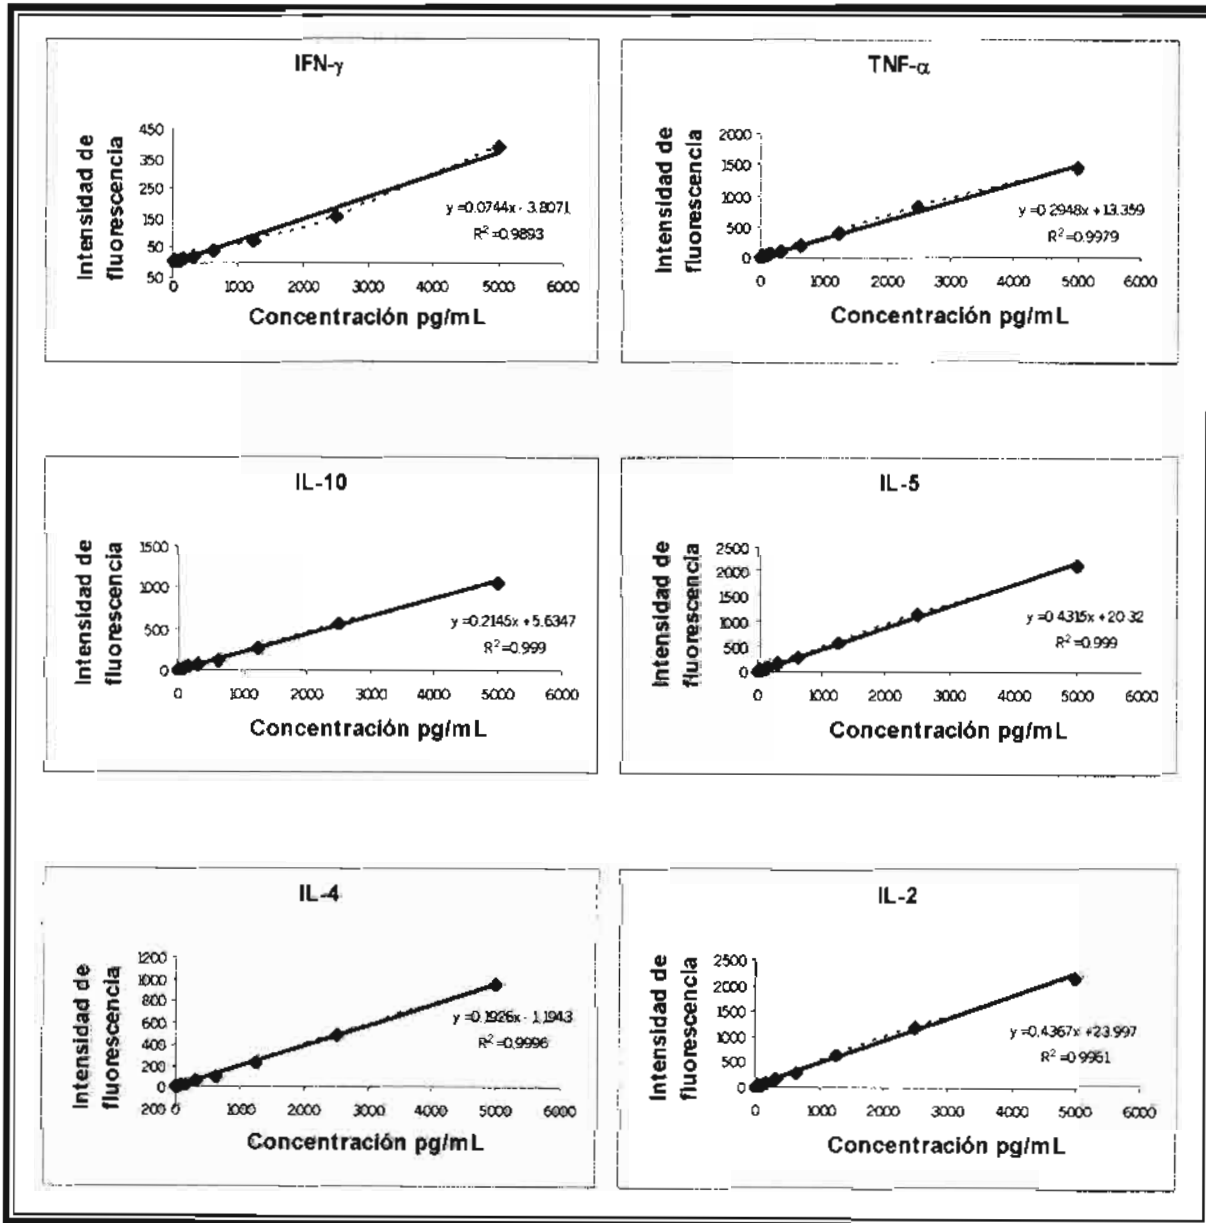 IFN-γ
Intensidad de
fluorescencia
450
350
250
150
50
50
0 1000 2000 3000 4000 5000 6000
y =0.0744x - 3.8071
R² =0.9893
Concentración pg/mL
TNF-α
Intensidad de
fluorescencia
2000
1500
1000
500
0
0 1000 2000 3000 4000 5000 6000
y =0.2948x +13.359
R² =0.9979
Concentración pg/mL
IL-10
Intensidad de
fluorescencia
1500
1000
500
0
0 1000 2000 3000 4000 5000 6000
y =0.2145x +5.6347
R² =0.999
Concentración pg/mL
IL-5
Intensidad de
fluorescencia
2500
2000
1500
1000
500
0
0 1000 2000 3000 4000 5000 6000
y =0.4315x +20.32
R² =0.999
Concentración pg/mL
IL-4
Intensidad de
fluorescencia
1200
1000
800
600
400
200
0
200 0 1000 2000 3000 4000 5000 6000
y =0.1926x - 1.1943
R² =0.9996
Concentración pg/mL
IL-2
Intensidad de
fluorescencia
2500
2000
1500
1000
500
0
0 1000 2000 3000 4000 5000 6000
y =0.4367x +23.997
R² =0.9961
Concentración pg/mL